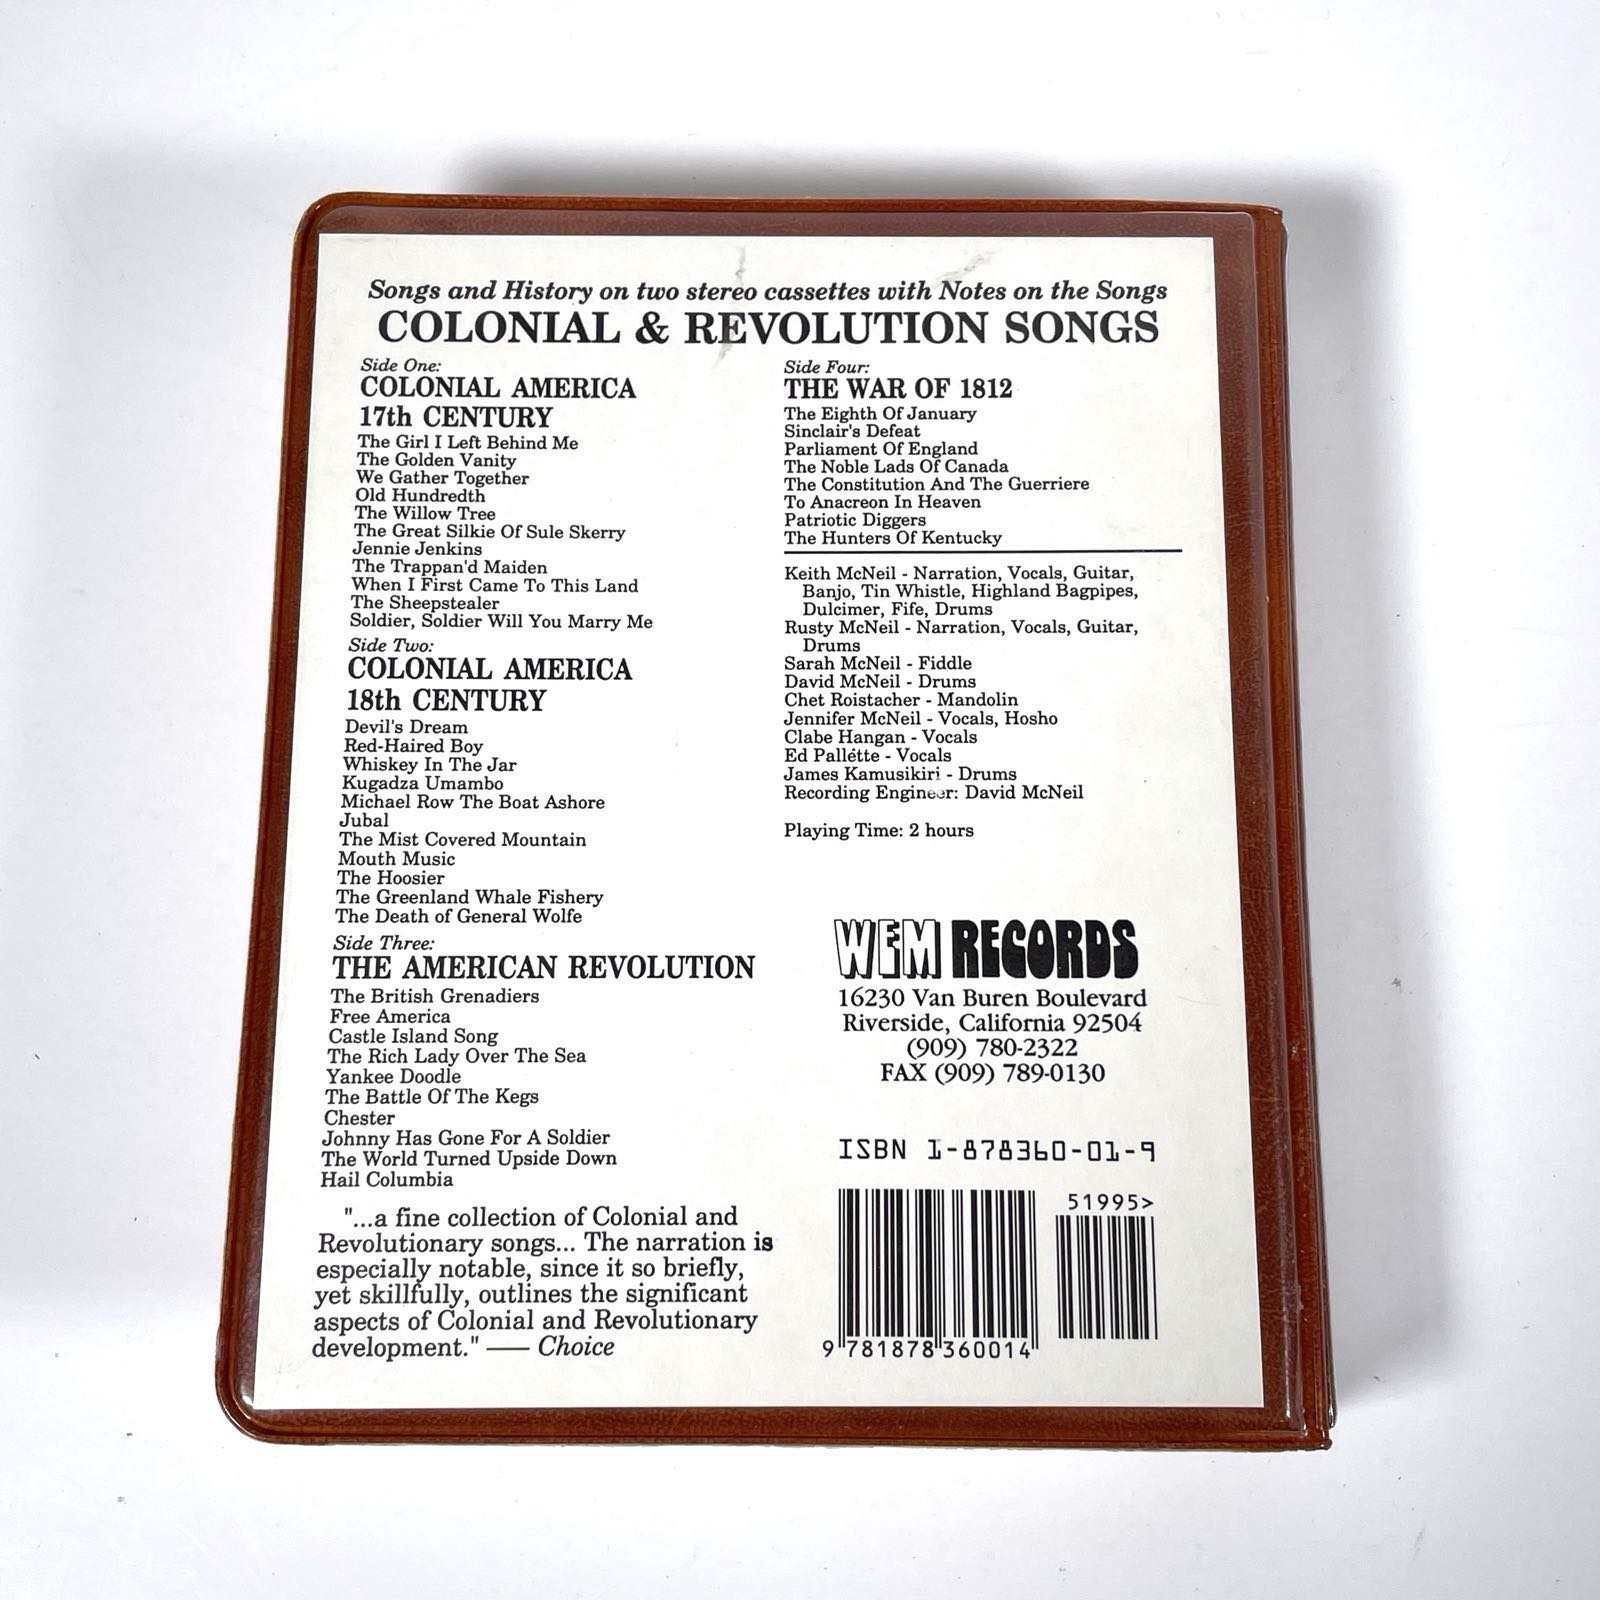 Songs and History on two stereo cassettes with Notes on the Songs
COLONIAL & REVOLUTION SONGS
Side One:
COLONIAL AMERICA
17th CENTURY
The Girl I Left Behind Me
The Golden Vanity
We Gather Together
Old Hundredth
The Willow Tree
The Great Silkie Of Sule Skerry
Jennie Jenkins
The Trappan'd Maiden
When I First Came To This Land
The Sheepstealer
Soldier, Soldier Will You Marry Me
Side Two:
COLONIAL AMERICA
18th CENTURY
Devil's Dream
Red-Haired Boy
Whiskey In The Jar
Kugadza Umambo
Michael Row The Boat Ashore
Jubal
The Mist Covered Mountain
Mouth Music
The Hoosier
The Greenland Whale Fishery
The Death of General Wolfe
Side Three:
THE AMERICAN REVOLUTION
The British Grenadiers
Free America
Castle Island Song
The Rich Lady Over The Sea
Yankee Doodle
The Battle Of The Kegs
Chester
Johnny Has Gone For A Soldier
The World Turned Upside Down
Hail Columbia
"...a fine collection of Colonial and
Revolutionary songs... The narration is
especially notable, since it so briefly,
yet skillfully, outlines the significant
aspects of Colonial and Revolutionary
development." — Choice
Side Four:
THE WAR OF 1812
The Eighth Of January
Sinclair's Defeat
Parliament Of England
The Noble Lads Of Canada
The Constitution And The Guerriere
To Anacreon In Heaven
Patriotic Diggers
The Hunters Of Kentucky
Keith McNeil - Narration, Vocals, Guitar,
Banjo, Tin Whistle, Highland Bagpipes,
Dulcimer, Fife, Drums
Rusty McNeil - Narration, Vocals, Guitar,
Drums
Sarah McNeil - Fiddle
David McNeil - Drums
Chet Roistacher - Mandolin
Jennifer McNeil - Vocals, Hosho
Clabe Hangan - Vocals
Ed Pallétte - Vocals
James Kamusikiri - Drums
Recording Engineer: David McNeil
Playing Time: 2 hours
WEM RECORDS
16230 Van Buren Boulevard
Riverside, California 92504
(909) 780-2322
FAX (909) 789-0130
ISBN 1-878360-01-9
51995>
9 781878 360014